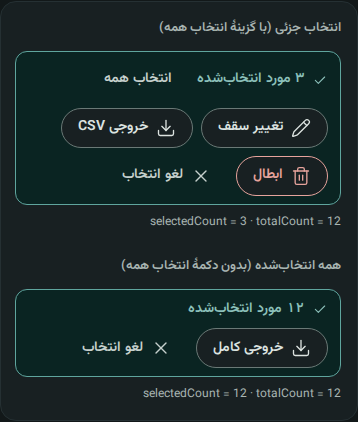 انتخاب جزئی (با گزینهٔ انتخاب همه)
۳ مورد انتخاب‌شده انتخاب همه
تغییر سقف خروجی CSV
ابطال لغو انتخاب
selectedCount = 3 · totalCount = 12
همه انتخاب‌شده (بدون دکمهٔ انتخاب همه)
۱۲ مورد انتخاب‌شده
خروجی کامل لغو انتخاب
selectedCount = 12 · totalCount = 12